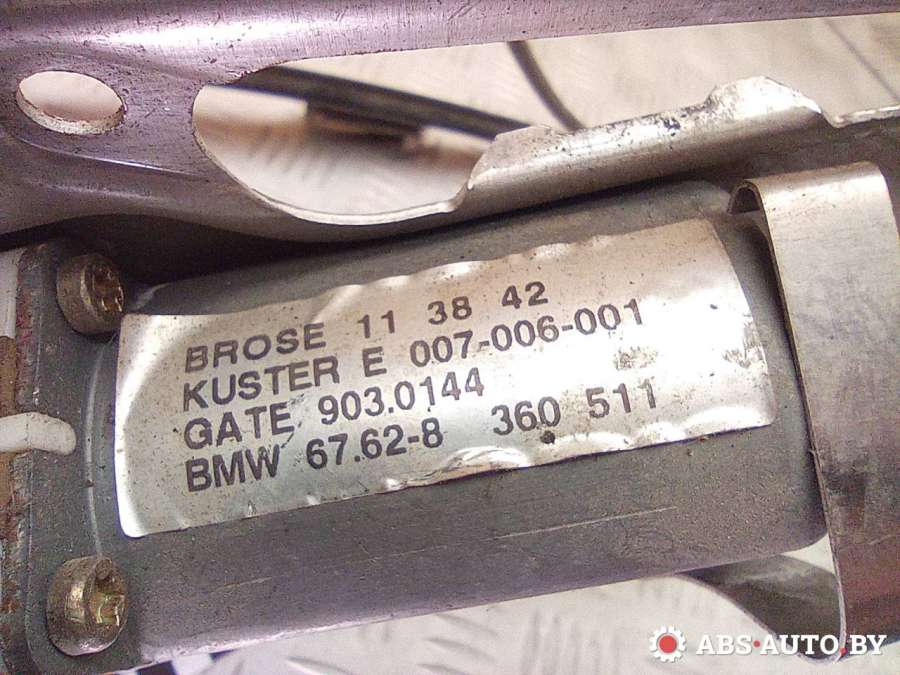 BROSE 11 38 42
KUSTER E 007-006-001
GATE 903.0144
BMW 67.62-8 360 511
ABS-AUTO.BY